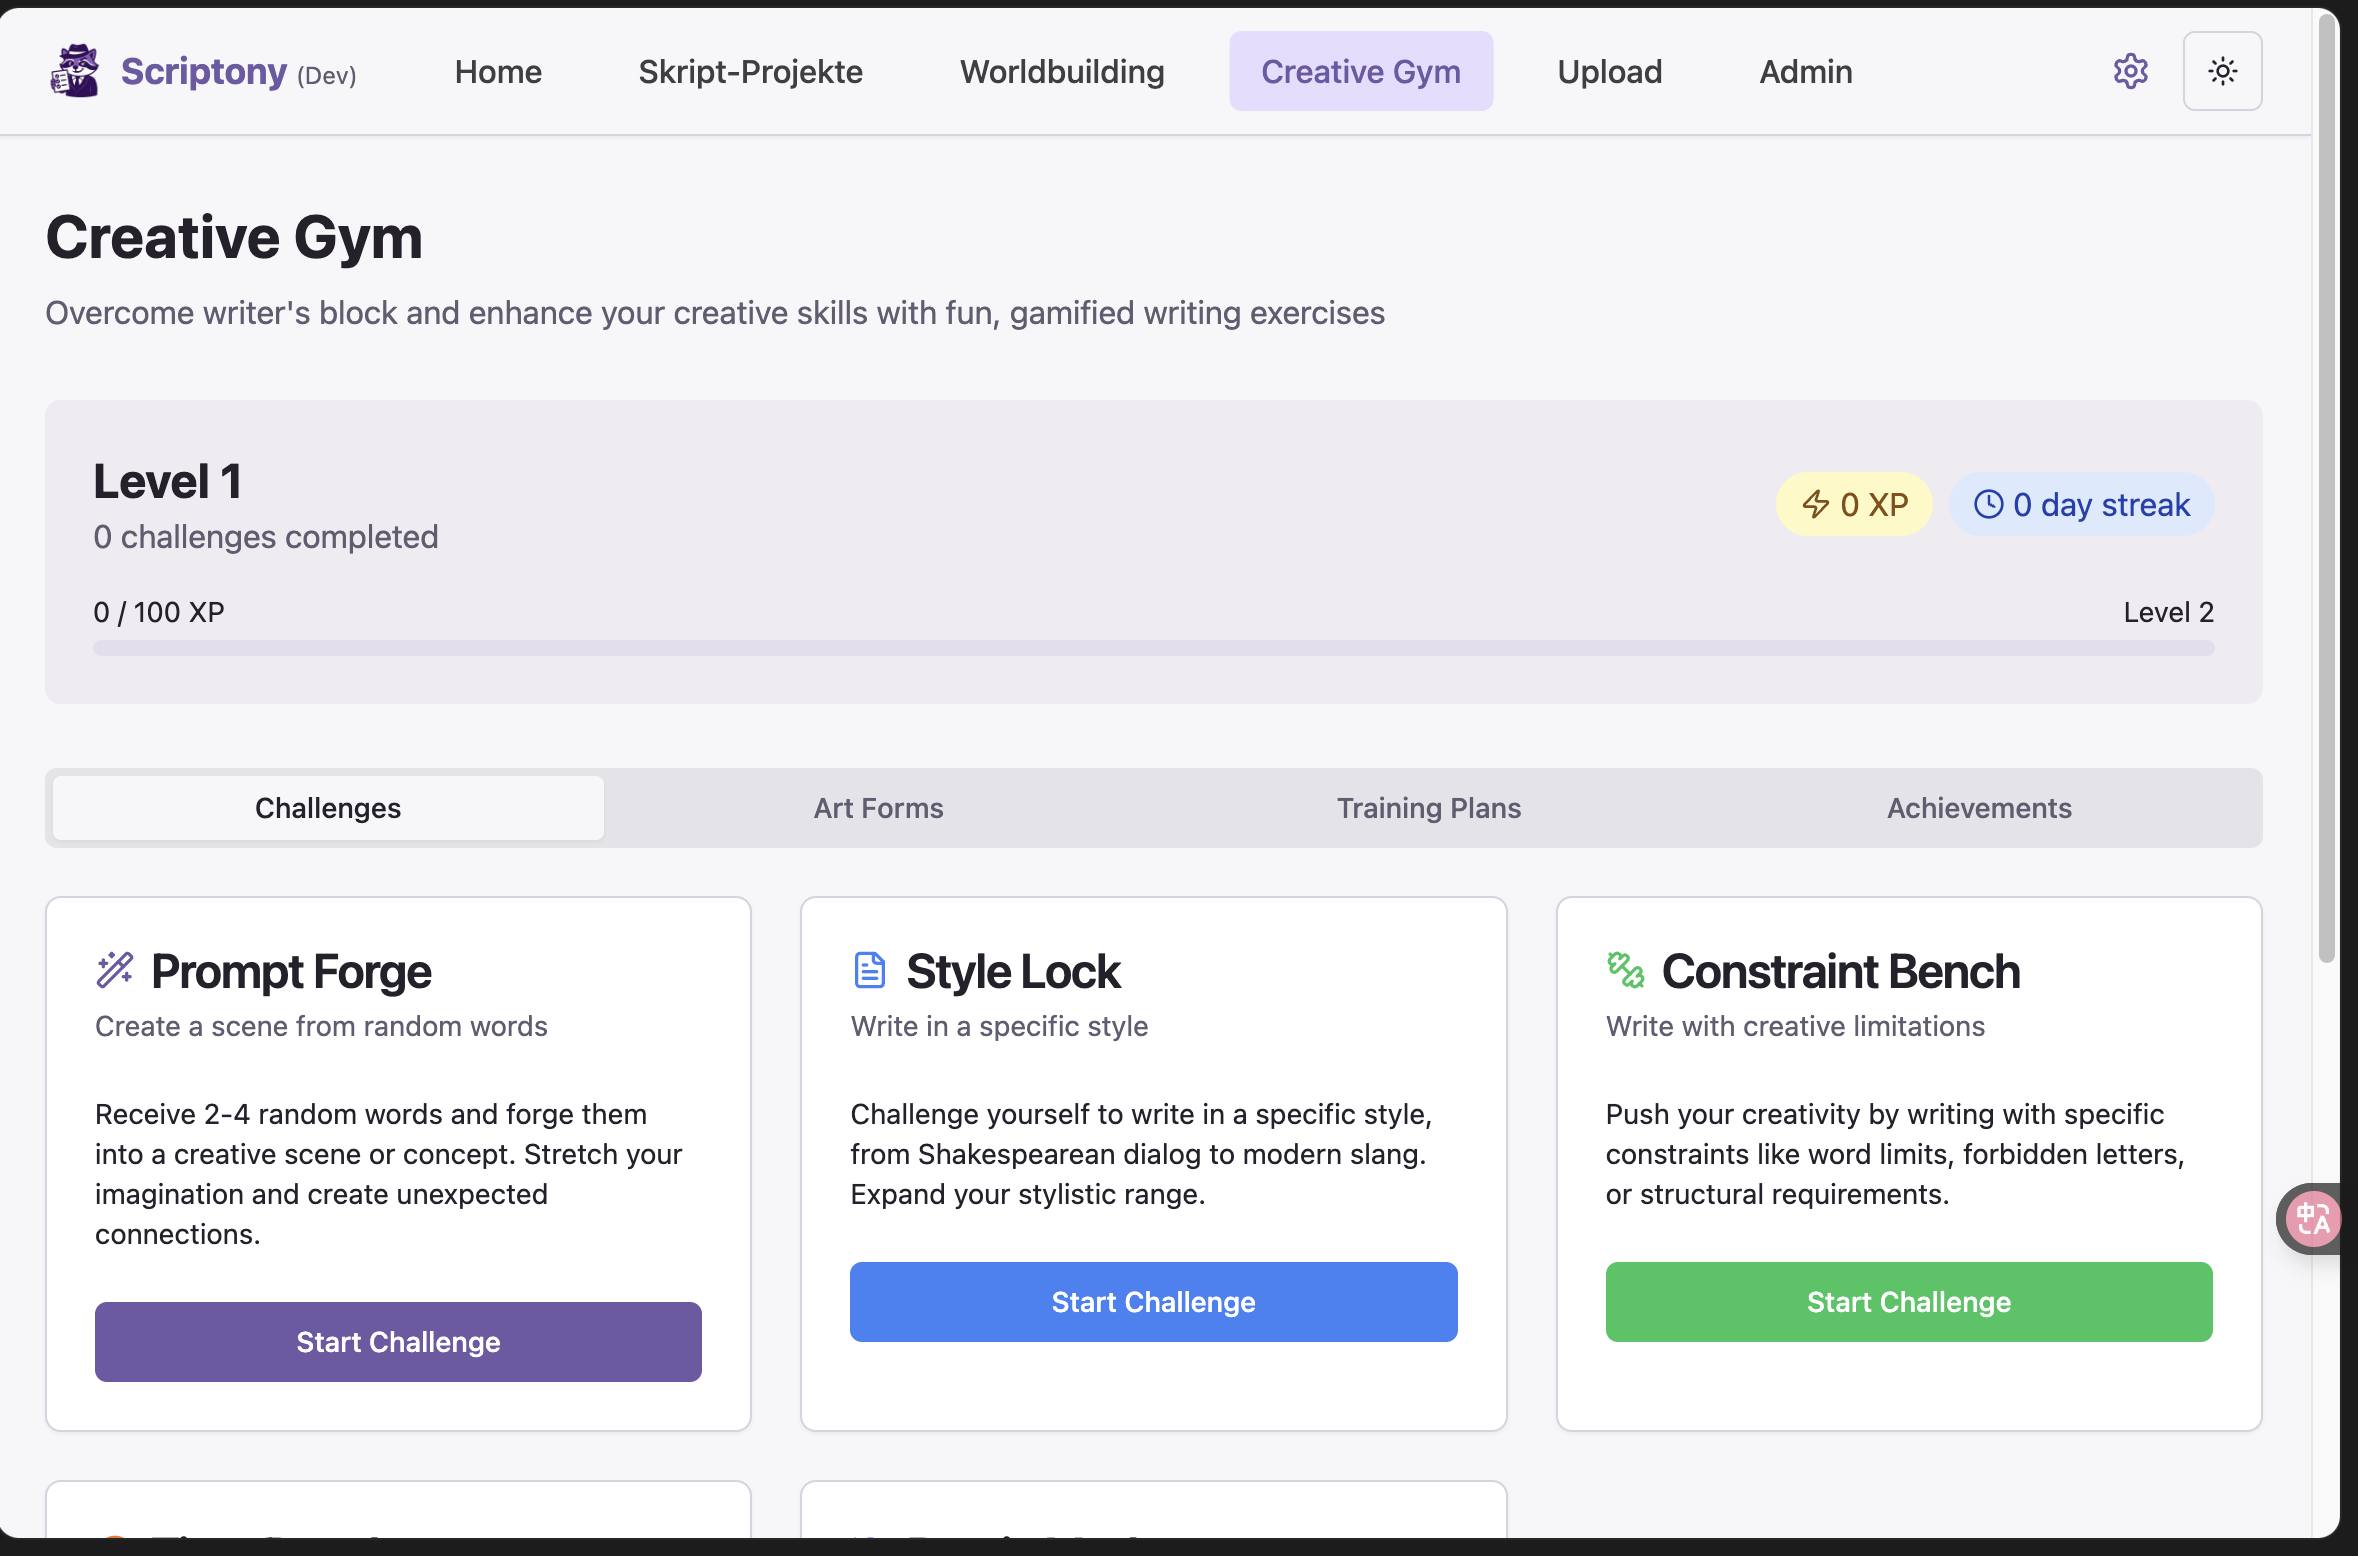 Scriptony (Dev)
Home
Skript-Projekte
Worldbuilding
Creative Gym
Upload
Admin
Creative Gym
Overcome writer's block and enhance your creative skills with fun, gamified writing exercises
Level 1
0 challenges completed
0 XP
0 day streak
0 / 100 XP
Level 2
Challenges
Art Forms
Training Plans
Achievements
Prompt Forge
Create a scene from random words
Receive 2-4 random words and forge them
into a creative scene or concept. Stretch your
imagination and create unexpected
connections.
Start Challenge
Style Lock
Write in a specific style
Challenge yourself to write in a specific style,
from Shakespearean dialog to modern slang.
Expand your stylistic range.
Start Challenge
Constraint Bench
Write with creative limitations
Push your creativity by writing with specific
constraints like word limits, forbidden letters,
or structural requirements.
Start Challenge
中A